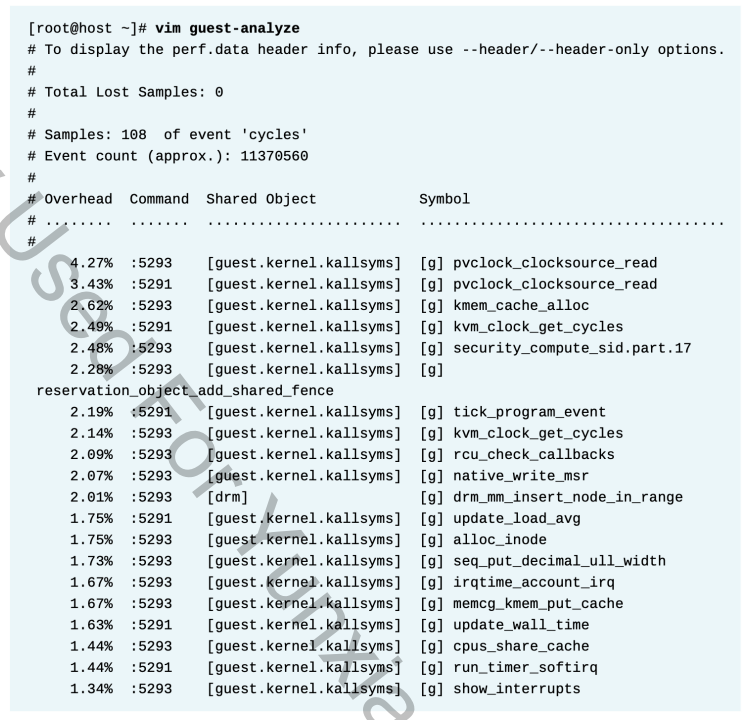 [root@host ~]# vim guest-analyze
# To display the perf.data header info, please use --header/--header-only options.
#
# Total Lost Samples: 0
#
# Samples: 108  of event 'cycles'
# Event count (approx.): 11370560
#
# Overhead  Command  Shared Object            Symbol
# ........  .......  .......................  ....................................
#
     4.27%  :5293    [guest.kernel.kallsyms]  [g] pvclock_clocksource_read
     3.43%  :5291    [guest.kernel.kallsyms]  [g] pvclock_clocksource_read
     2.62%  :5293    [guest.kernel.kallsyms]  [g] kmem_cache_alloc
     2.49%  :5291    [guest.kernel.kallsyms]  [g] kvm_clock_get_cycles
     2.48%  :5293    [guest.kernel.kallsyms]  [g] security_compute_sid.part.17
     2.28%  :5293    [guest.kernel.kallsyms]  [g]
 reservation_object_add_shared_fence
     2.19%  :5291    [guest.kernel.kallsyms]  [g] tick_program_event
     2.14%  :5293    [guest.kernel.kallsyms]  [g] kvm_clock_get_cycles
     2.09%  :5293    [guest.kernel.kallsyms]  [g] rcu_check_callbacks
     2.07%  :5293    [guest.kernel.kallsyms]  [g] native_write_msr
     2.01%  :5293    [drm]                    [g] drm_mm_insert_node_in_range
     1.75%  :5291    [guest.kernel.kallsyms]  [g] update_load_avg
     1.75%  :5293    [guest.kernel.kallsyms]  [g] alloc_inode
     1.73%  :5293    [guest.kernel.kallsyms]  [g] seq_put_decimal_ull_width
     1.67%  :5293    [guest.kernel.kallsyms]  [g] irqtime_account_irq
     1.67%  :5293    [guest.kernel.kallsyms]  [g] memcg_kmem_put_cache
     1.63%  :5291    [guest.kernel.kallsyms]  [g] update_wall_time
     1.44%  :5293    [guest.kernel.kallsyms]  [g] cpus_share_cache
     1.44%  :5291    [guest.kernel.kallsyms]  [g] run_timer_softirq
     1.34%  :5293    [guest.kernel.kallsyms]  [g] show_interrupts
Used For Yunxia